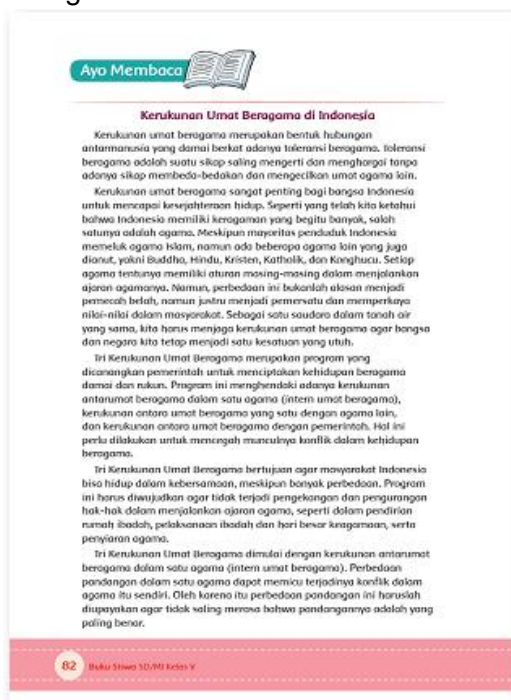 Ayo Membaca
Kerukunan Umat Beragama di Indonesia
Kerukunan umat beragama merupakan bentuk hubungan
antarmanusia yang damai berkat adanya toleransi beragama. Toleransi
beragama adalah suatu sikap saling mengerti dan menghargai tanpa
adanya sikap membeda-bedakan dan mengecilkan umat agama lain.
Kerukunan umat beragama sangat penting bagi bangsa Indonesia
untuk mencapai kesejahteraan hidup. Seperti yang telah kita ketahui
bahwa Indonesia memiliki keragaman yang begitu banyak, salah
satunya adalah agama. Meskipun mayoritas penduduk Indonesia
memeluk agama Islam, namun ada beberapa agama lain yang juga
dianut, yakni Buddha, Hindu, Kristen, Katholik, dan Konghucu. Setiap
agama tentunya memiliki aturan masing-masing dalam menjalankan
ajaran agamanya. Namun, perbedaan ini bukanlah alasan menjadi
pemecah belah, namun justru menjadi pemersatu dan memperkaya
nilai-nilai dalam masyarakat. Sebagai satu saudara dalam tanah air
yang sama, kita harus menjaga kerukunan umat beragama agar bangsa
dan negara kita tetap menjadi satu kesatuan yang utuh.
Tri Kerukunan Umat Beragama merupakan program yang
dicanangkan pemerintah untuk menciptakan kehidupan beragama
damai dan rukun. Program ini menghendaki adanya kerukunan
antarumat beragama dalam satu agama (intern umat beragama),
kerukunan antara umat beragama yang satu dengan agama lain,
dan kerukunan antara umat beragama dengan pemerintah. Hal ini
perlu dilakukan untuk mencegah munculnya konflik dalam kehidupan
beragama.
Tri Kerukunan Umat Beragama bertujuan agar masyarakat Indonesia
bisa hidup dalam kebersamaan, meskipun banyak perbedaan. Program
ini harus diwujudkan agar tidak terjadi pengekangan dan pengurangan
hak-hak dalam menjalankan ajaran agama, seperti dalam pendirian
rumah ibadah, pelaksanaan ibadah dan hari besar keagamaan, serta
penyiaran agama.
Tri Kerukunan Umat Beragama dimulai dengan kerukunan antarumat
beragama dalam satu agama (intern umat beragama). Perbedaan
pandangan dalam satu agama dapat memicu terjadinya konflik dalam
agama itu sendiri. Oleh karena itu perbedaan pandangan ini haruslah
diupayakan agar tidak saling merasa bahwa pandangannya adalah yang
paling benar.
82 Buku Siswa SD/MI Kelas V